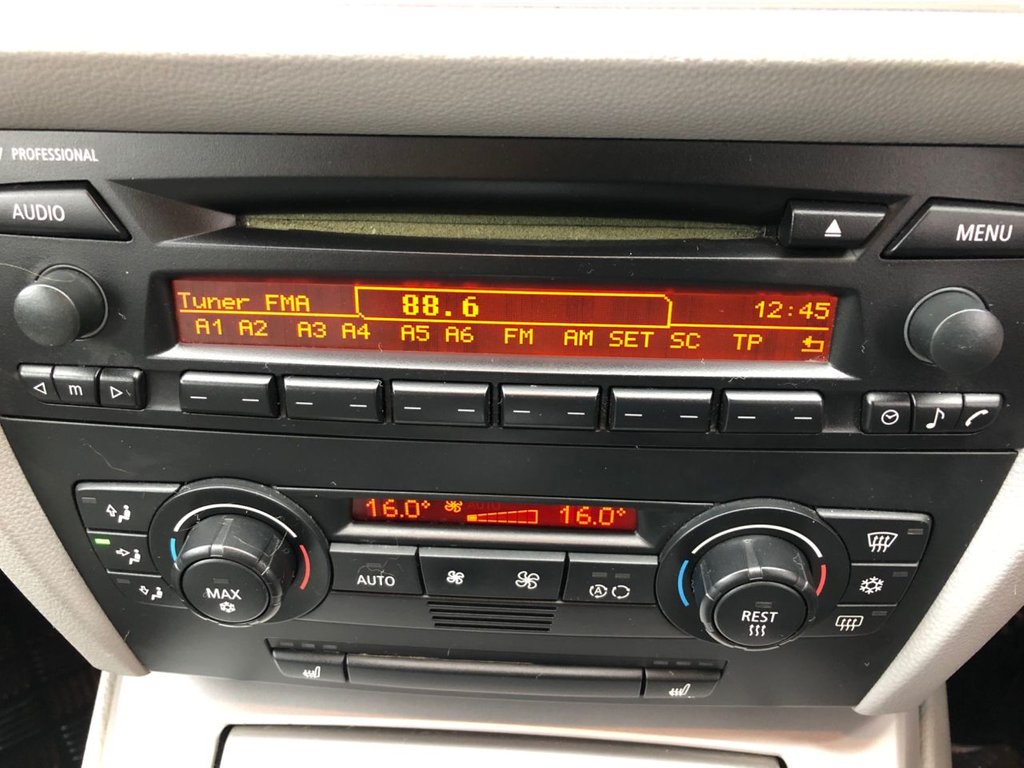 PROFESSIONAL
AUDIO
MENU
Tuner FMA 88.6 12:45
A1 A2 A3 A4 A5 A6 FM AM SET SC TP
m
16.0° AUTO 16.0°
AUTO
MAX
A
REST